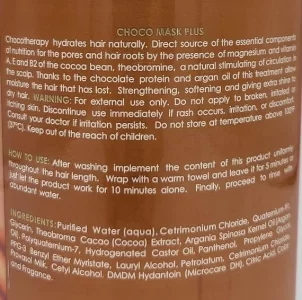 CHOCO MASK PLUS
Chocotherapy hydrates hair naturally. Direct source of the essential components
of nutrition for the pores and hair roots by the presence of magnesium and vitamin
A, E and B2 of the cocoa bean, theobromine, a natural stimulating of circulation in
the scalp. Thanks to the chocolate protein and argan oil of this treatment allow
moisture the hair that has lost. Strengthening, softening and giving extra shine to
dry hair. WARNING: For external use only. Do not apply to broken, irritated or
itching skin. Discontinue use immediately if rash occurs, irritation, or discomfort.
Consult your doctor if irritation persists. Do not store at temperature above
(37ºC). Keep out of the reach of children.
HOW TO USE: After washing implement the content of this product uniformly
throughout the hair length. Wrap with a warm towel and leave it for 5 minutes or
just let the product work for 10 minutes alone. Finally, proceed to rinse with
abundant water.
INGREDIENTS: Purified Water (aqua), Cetrimonium Chloride, Quaternium-
Glycerin, Theobroma Cacao (Cocoa) Extract, Argania Spinosa Kernel Oil (Argan
Oil), Polyquaternium-7, Hydrogenated Castor Oil, Panthenol, Propylene Glycol,
PPG-3 Benzyl Ether Myristate, Lauryl Alcohol, Petrolatum, Cetearyl
Milk, Cetyl Alcohol, DMDM Hydantoin (Microcare DH), Citric Acid, Color
and Fragrance.